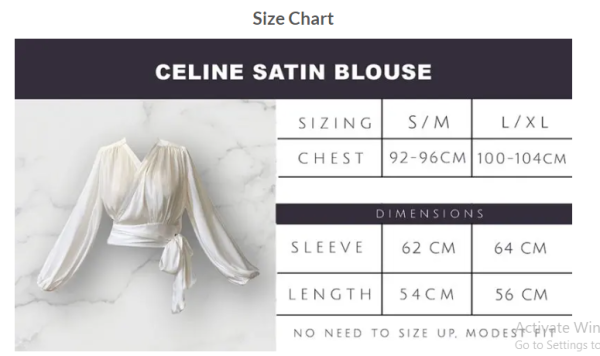 Size Chart
CELINE SATIN BLOUSE
SIZING S/M L/XL
CHEST 92-96CM 100-104CM
DIMENSIONS
SLEEVE 62 CM 64 CM
LENGTH 54CM 56 CM
NO NEED TO SIZE UP, MODEST FIT
Activate Win
Go to Settings to